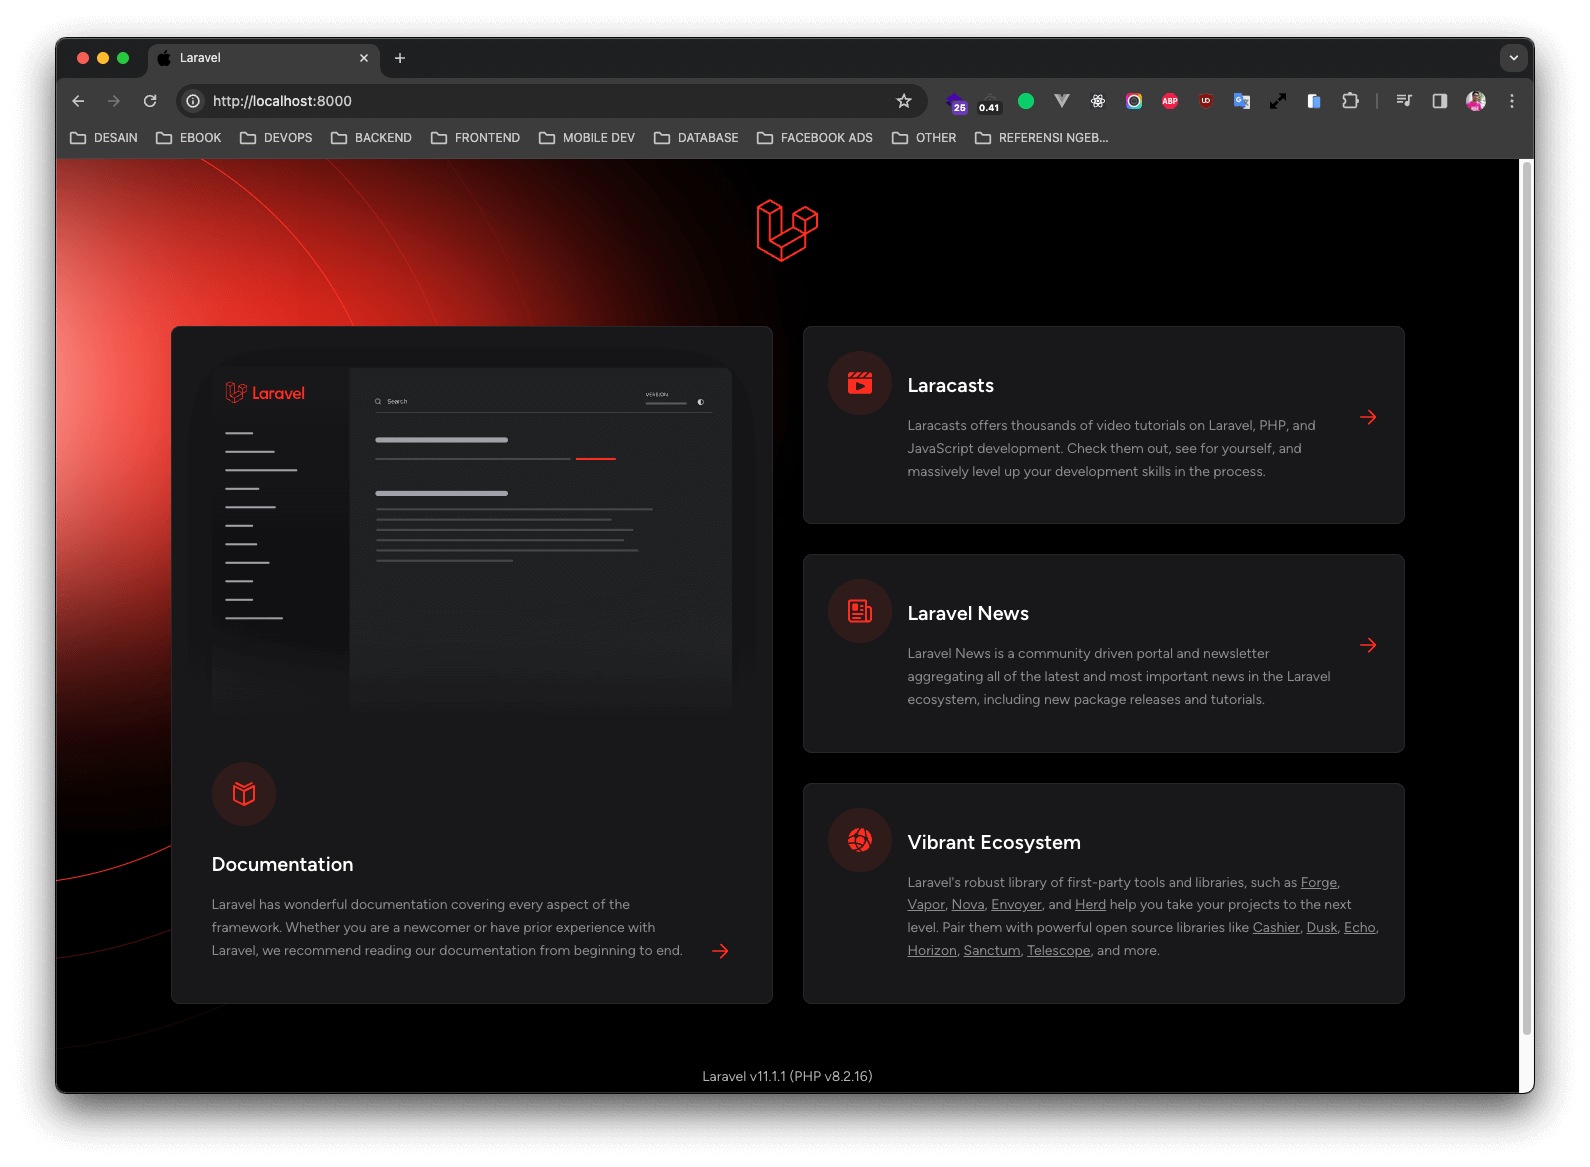 Laravel
http://localhost:8000
25
0.41
ABP
DESAIN
EBOOK
DEVOPS
BACKEND
FRONTEND
MOBILE DEV
DATABASE
FACEBOOK ADS
OTHER
REFERENSI NGEB...
Laravel
Search
VERSION
Documentation
Laravel has wonderful documentation covering every aspect of the
framework. Whether you are a newcomer or have prior experience with
Laravel, we recommend reading our documentation from beginning to end.
Laracasts
Laracasts offers thousands of video tutorials on Laravel, PHP, and
JavaScript development. Check them out, see for yourself, and
massively level up your development skills in the process.
Laravel News
Laravel News is a community driven portal and newsletter
aggregating all of the latest and most important news in the Laravel
ecosystem, including new package releases and tutorials.
Vibrant Ecosystem
Laravel's robust library of first-party tools and libraries, such as Forge,
Vapor, Nova, Envoyer, and Herd help you take your projects to the next
level. Pair them with powerful open source libraries like Cashier, Dusk, Echo,
Horizon, Sanctum, Telescope, and more.
Laravel v11.1.1 (PHP v8.2.16)